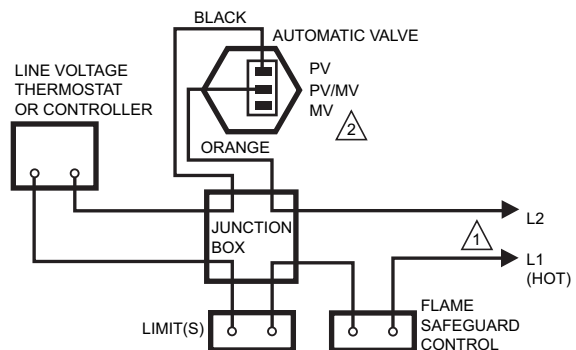 BLACK
AUTOMATIC VALVE
LINE VOLTAGE
THERMOSTAT
OR CONTROLLER
PV
PV/MV
MV
2
ORANGE
JUNCTION
BOX
L2
1
L1
(HOT)
LIMIT(S)
FLAME
SAFEGUARD
CONTROL